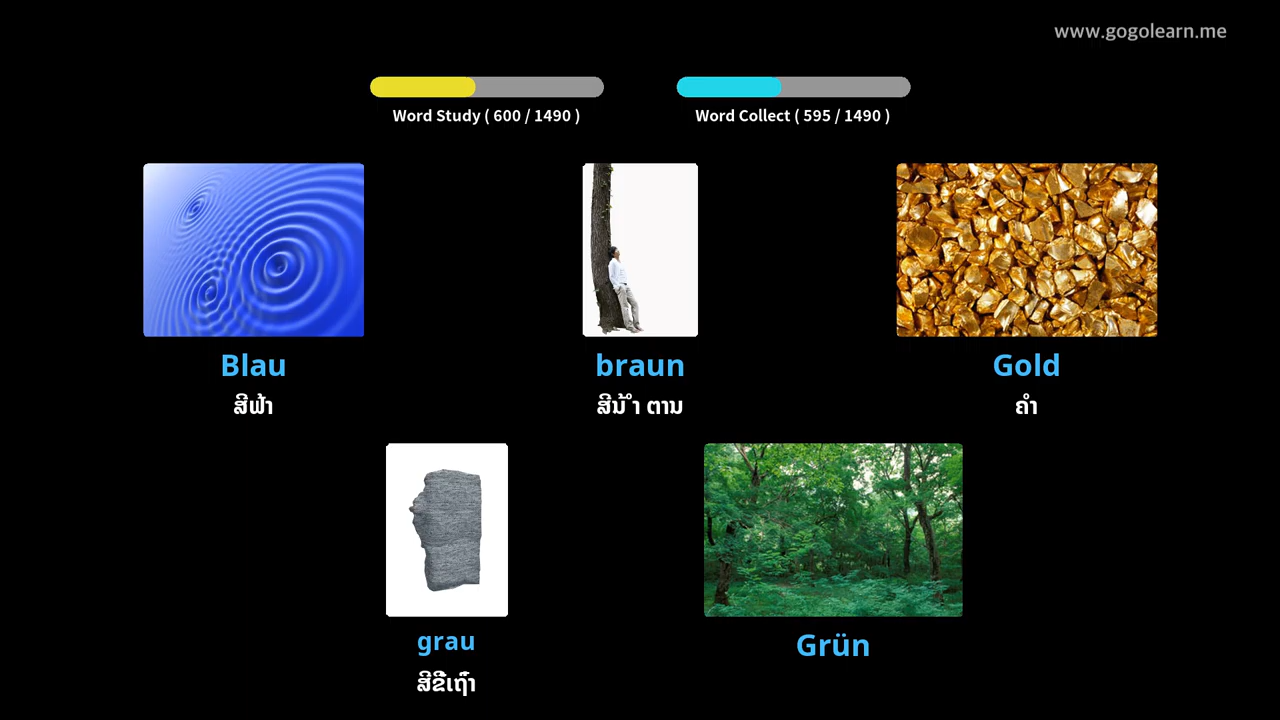 www.gogolearn.me
Word Study ( 600 / 1490 )
Word Collect ( 595 / 1490 )
Blau
braun
Gold
ສີຟ້າ
ສີນ້ ຳ ຕານ
ຄໍາ
grau
Grün
ສີຂີ້ເຖົ່າ